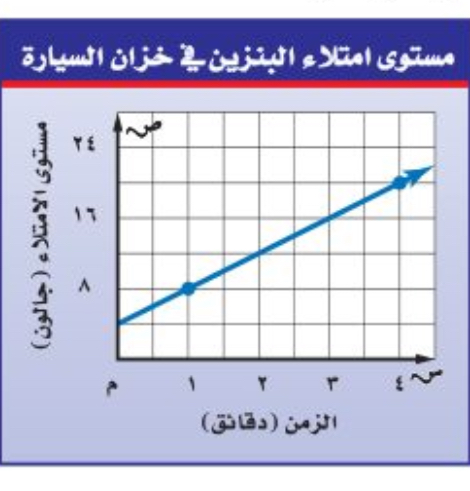 مستوى امتلاء البنزين في خزان السيارة
مستوى الامتلاء (جالون)
ص
٢٤
١٦
٨
م ١ ٢ ٣ ٤ س
الزمن (دقائق)